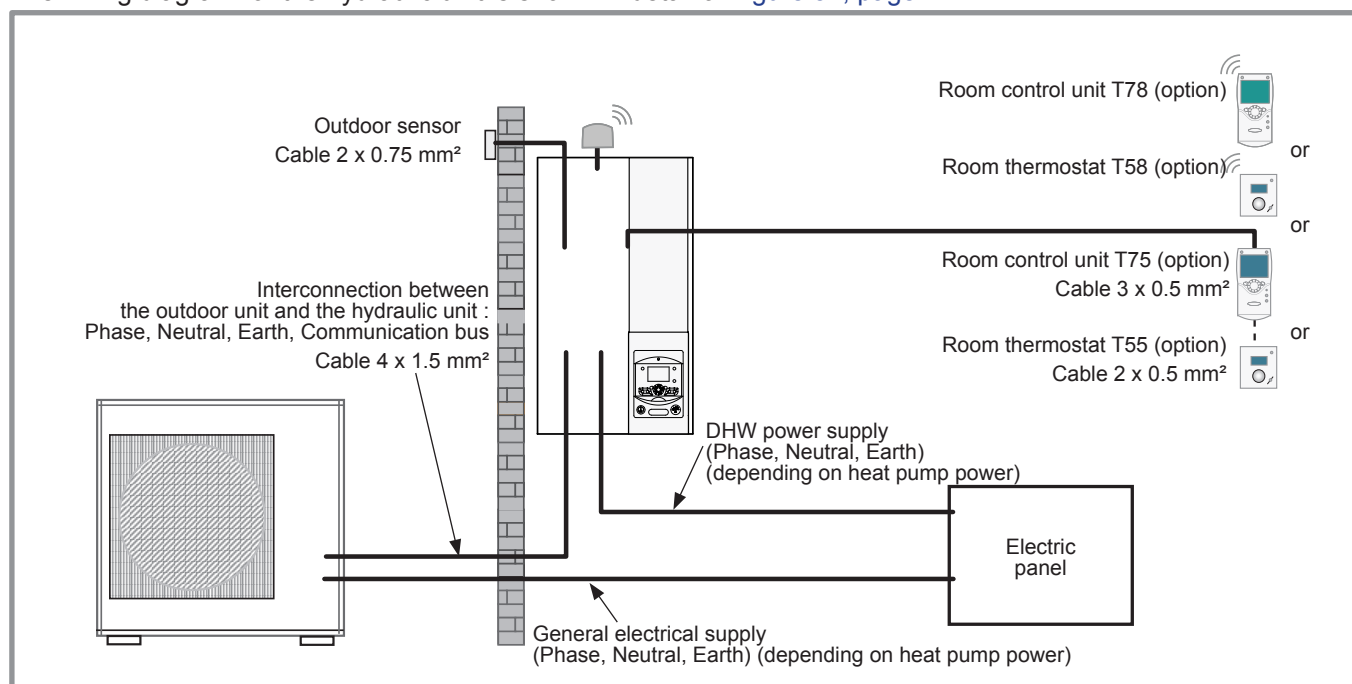 Room control unit T78 (option)
or
Outdoor sensor
Cable 2 x 0.75 mm²
Room thermostat T58 (option)
or
Room control unit T75 (option)
Cable 3 x 0.5 mm²
or
Interconnection between
the outdoor unit and the hydraulic unit :
Phase, Neutral, Earth, Communication bus
Cable 4 x 1.5 mm²
Room thermostat T55 (option)
Cable 2 x 0.5 mm²
DHW power supply
(Phase, Neutral, Earth)
(depending on heat pump power)
Electric
panel
General electrical supply
(Phase, Neutral, Earth) (depending on heat pump power)